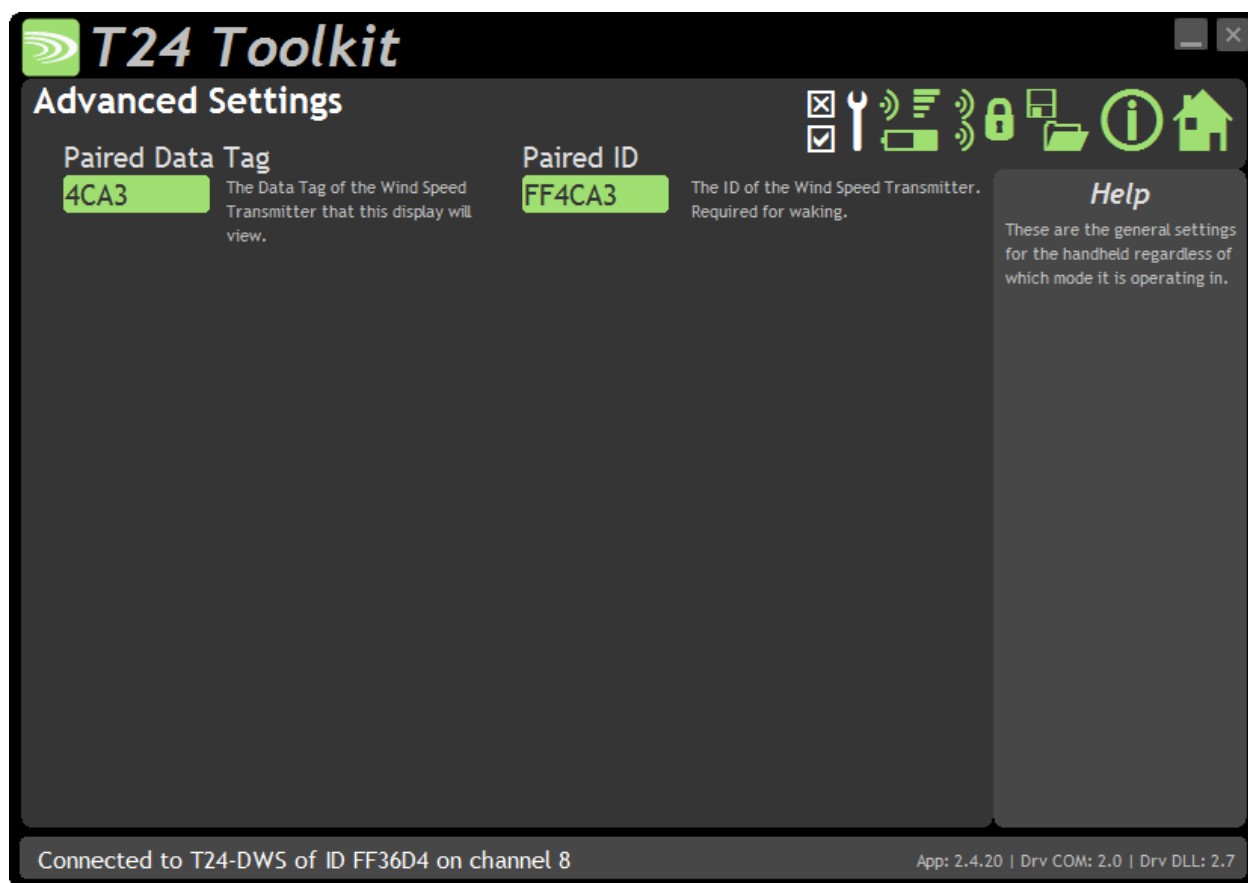 T24 Toolkit
Advanced Settings
Paired Data Tag
4CA3
The Data Tag of the Wind Speed
Transmitter that this display will
view.
Paired ID
FF4CA3
The ID of the Wind Speed Transmitter.
Required for waking.
Help
These are the general settings
for the handheld regardless of
which mode it is operating in.
Connected to T24-DWS of ID FF36D4 on channel 8
App: 2.4.20 | Drv COM: 2.0 | Drv DLL: 2.7